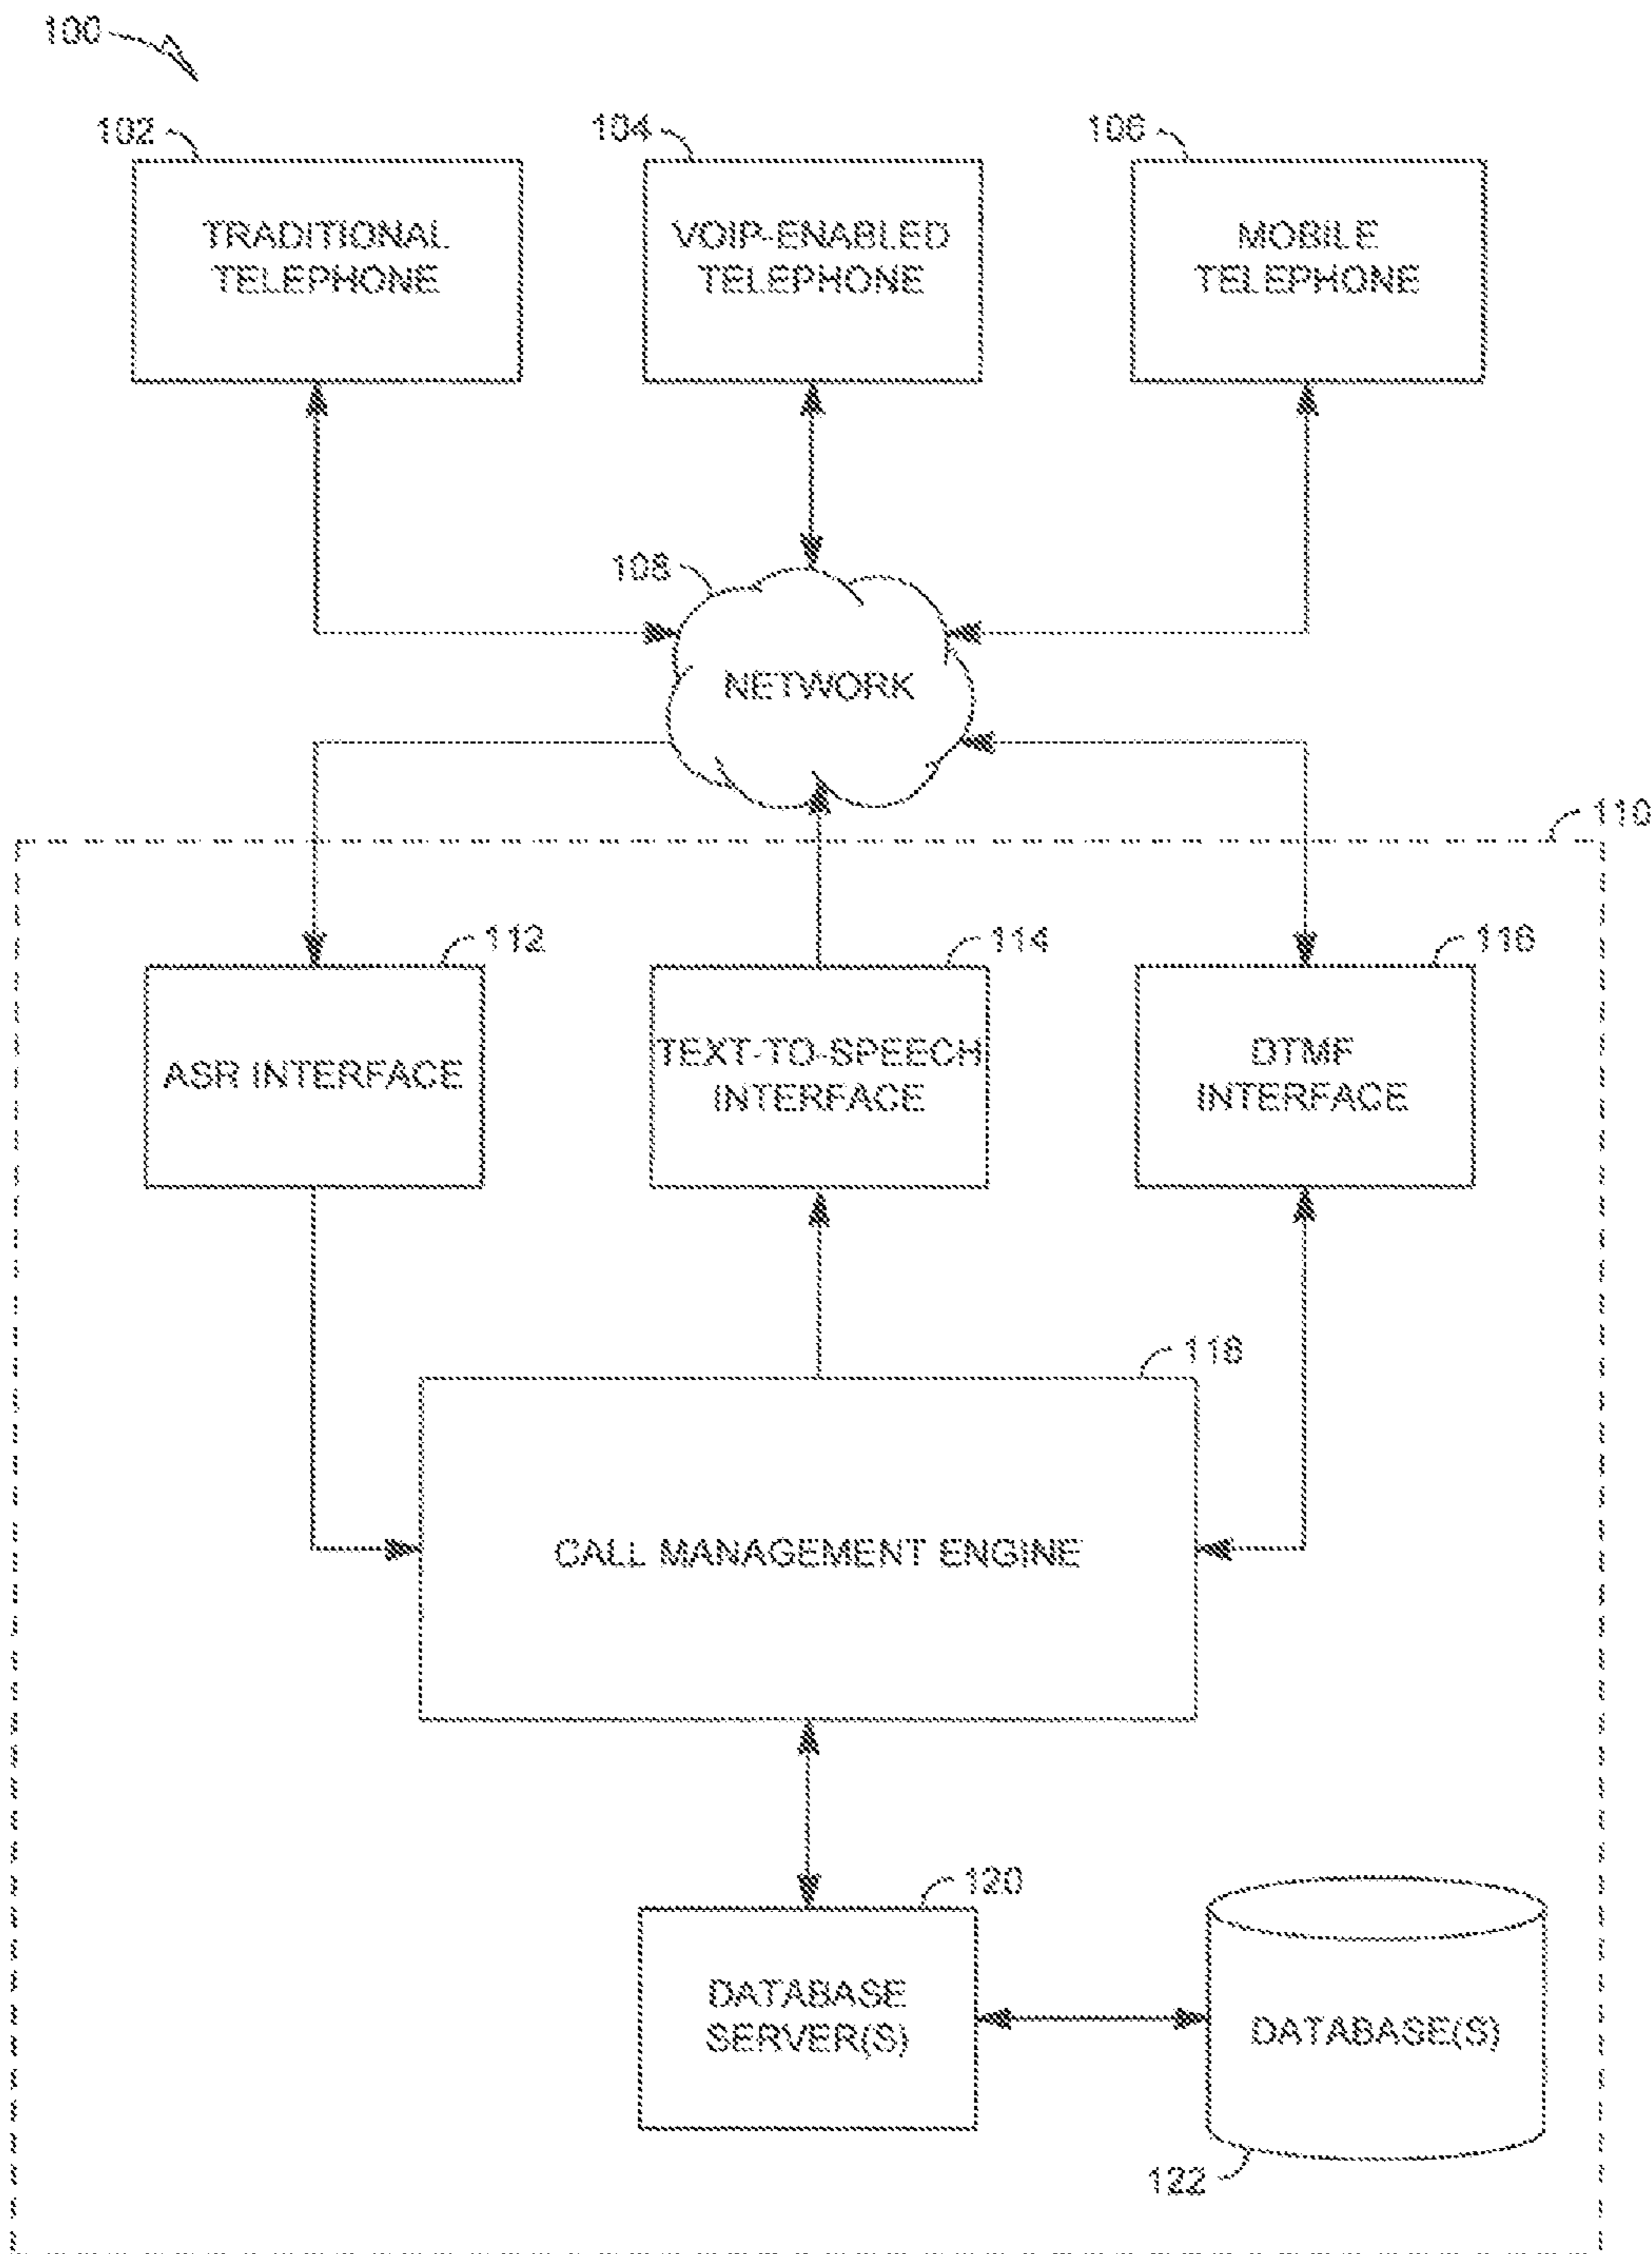 100
102
104
106
TRADITIONAL
TELEPHONE
VOIP-ENABLED
TELEPHONE
MOBILE
TELEPHONE
108
NETWORK
110
112
114
116
ASR INTERFACE
TEXT-TO-SPEECH
INTERFACE
DTMF
INTERFACE
118
CALL MANAGEMENT ENGINE
120
DATABASE
SERVER(S)
DATABASE(S)
122